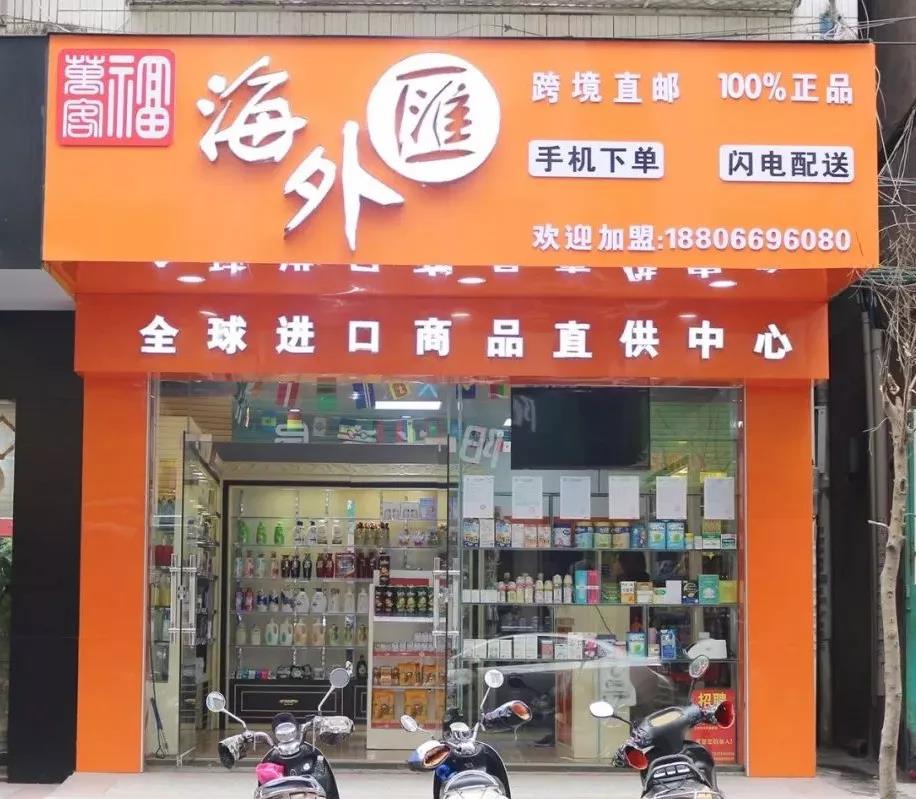 萬客福
海外匯
跨境直邮 100%正品
手机下单 闪电配送
欢迎加盟:18806696080
全球进口商品直供中心
招聘